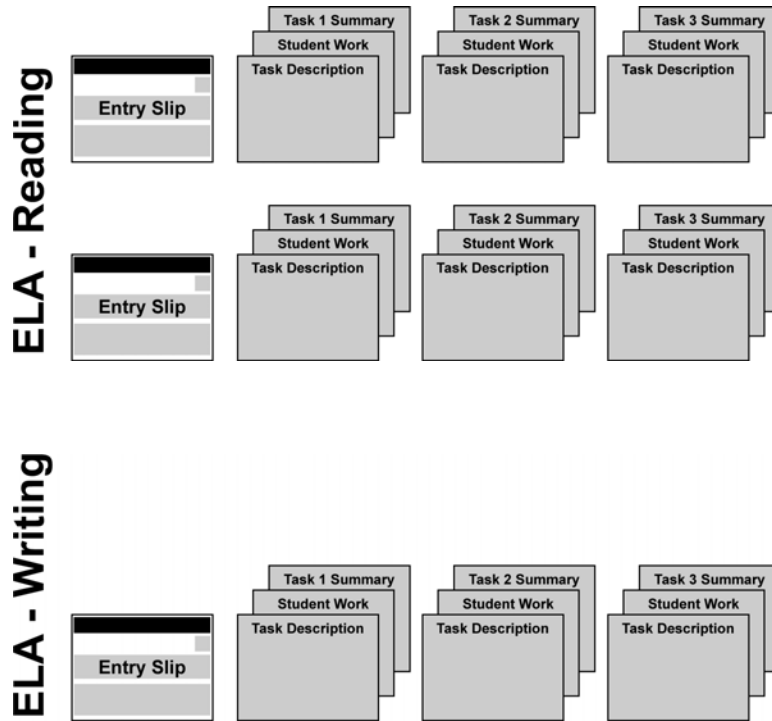 ELA - Reading
Task 1 Summary
Student Work
Task Description
Task 2 Summary
Student Work
Task Description
Task 3 Summary
Student Work
Task Description
Entry Slip
Task 1 Summary
Student Work
Task Description
Task 2 Summary
Student Work
Task Description
Task 3 Summary
Student Work
Task Description
Entry Slip
ELA - Writing
Task 1 Summary
Student Work
Task Description
Task 2 Summary
Student Work
Task Description
Task 3 Summary
Student Work
Task Description
Entry Slip